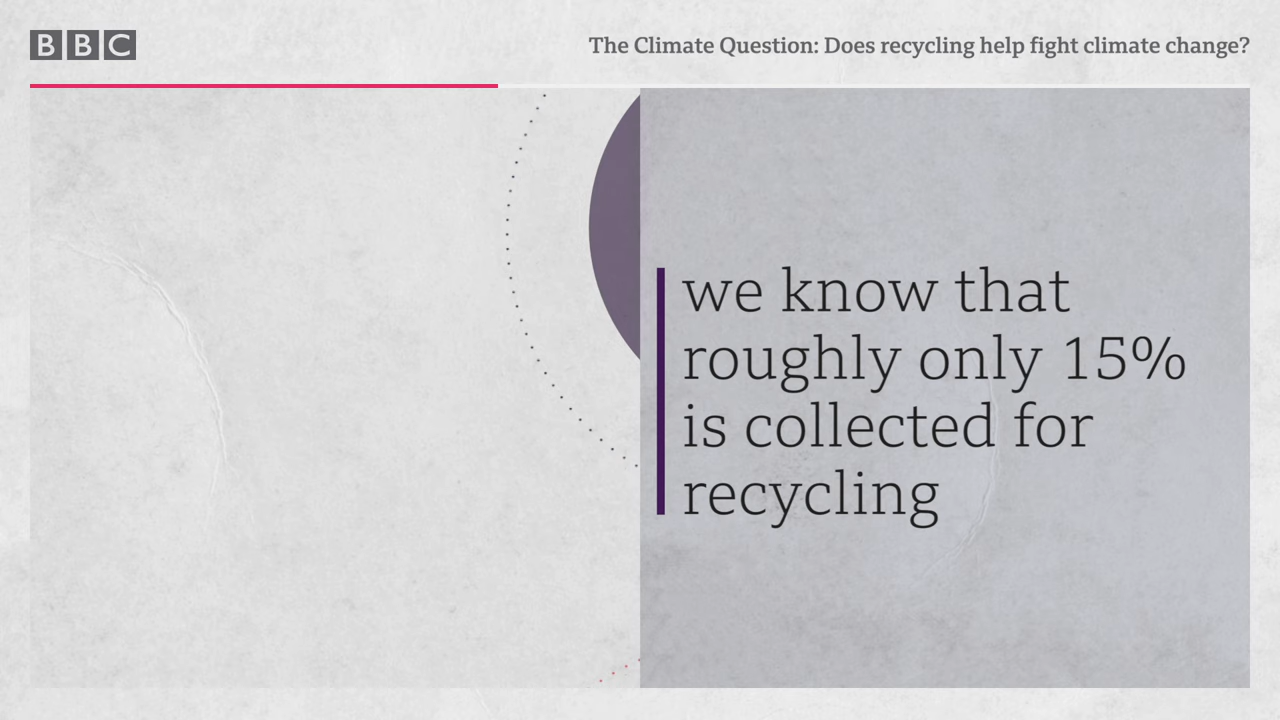 BBC
The Climate Question: Does recycling help fight climate change?
we know that
roughly only 15%
is collected for
recycling